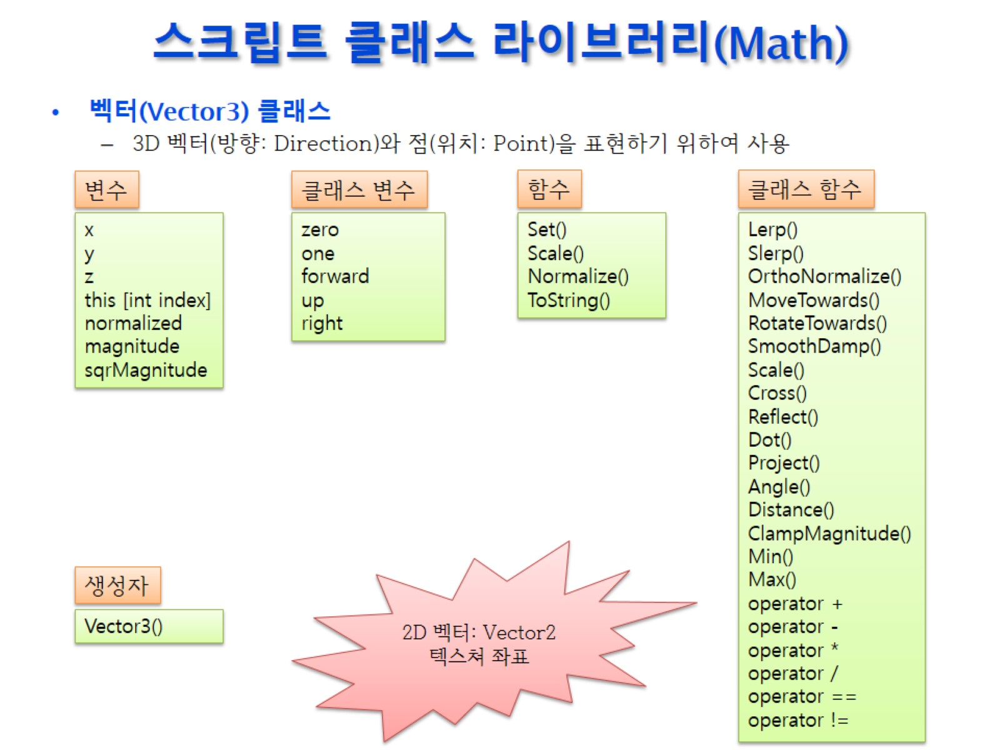 스크립트 클래스 라이브러리(Math)
• 벡터(Vector3) 클래스
– 3D 벡터(방향: Direction)와 점(위치: Point)을 표현하기 위하여 사용
변수
x
y
z
this [int index]
normalized
magnitude
sqrMagnitude
클래스 변수
zero
one
forward
up
right
함수
Set()
Scale()
Normalize()
ToString()
클래스 함수
Lerp()
Slerp()
OrthoNormalize()
MoveTowards()
RotateTowards()
SmoothDamp()
Scale()
Cross()
Reflect()
Dot()
Project()
Angle()
Distance()
ClampMagnitude()
Min()
Max()
operator +
operator -
operator *
operator /
operator ==
operator !=
생성자
Vector3()
2D 벡터: Vector2
텍스쳐 좌표